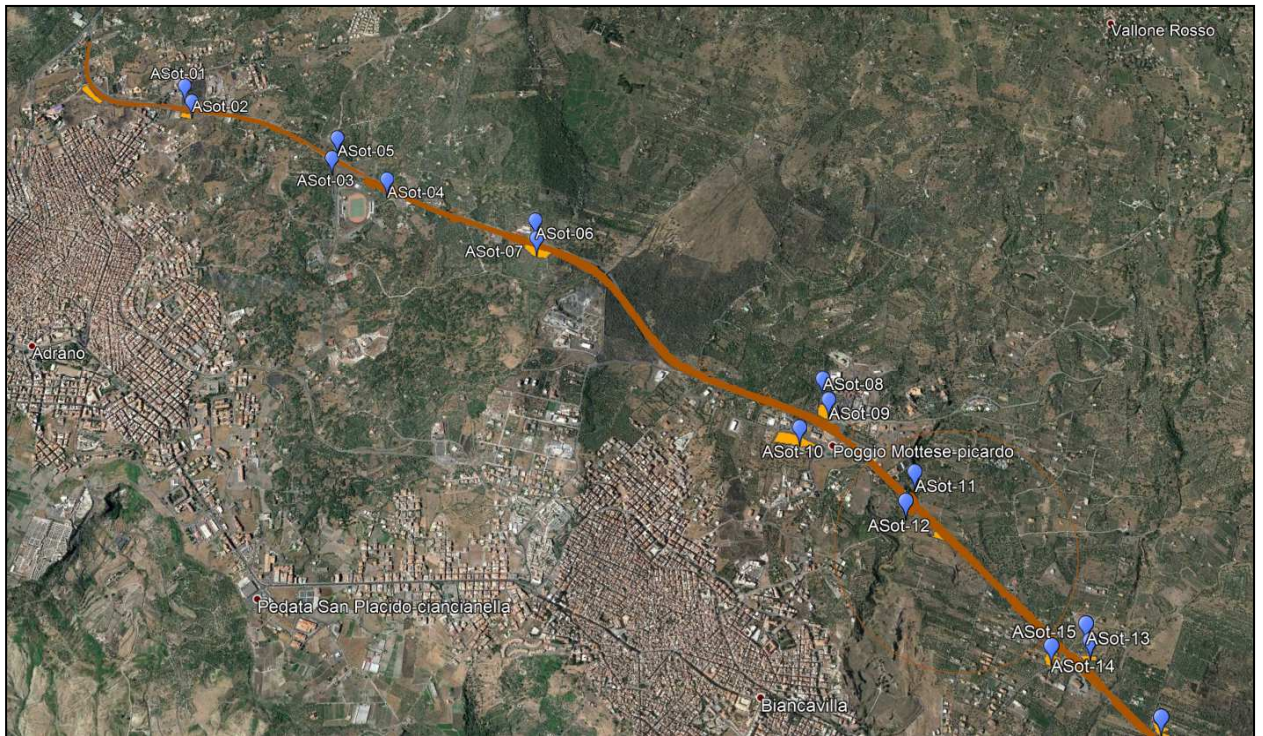 Vallone Rosso
ASot-01
ASot-02
ASot-05
ASot-03
ASot-04
ASot-06
ASot-07
Adrano
ASot-08
ASot-09
ASot-10 Poggio Mottese-picardo
ASot-11
ASot-12
Pedata San Placido-ciancianella
ASot-15 ASot-13
ASot-14
Biancavilla